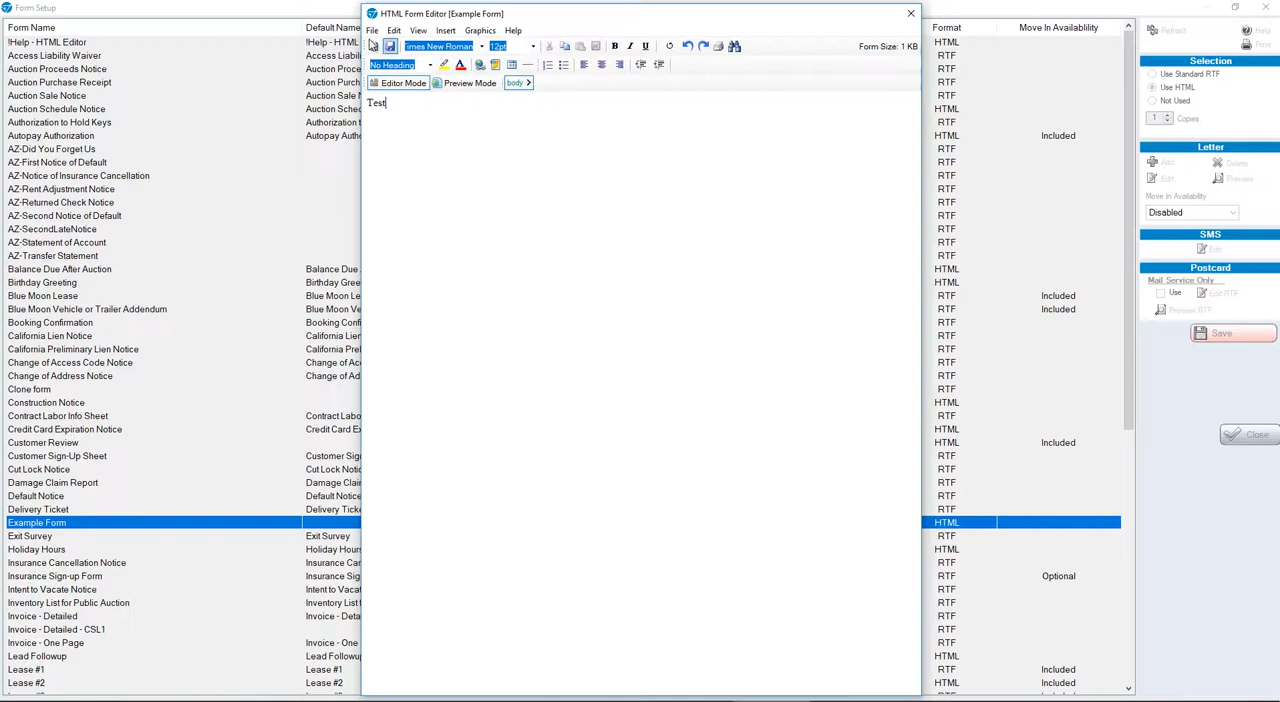 Form Setup
HTML Form Editor [Example Form]
File Edit View Insert Graphics Help
Times New Roman 12pt Form Size: 1 KB
No Heading
Editor Mode Preview Mode body
Test
Form Name Default Name Format Move In Availability
!Help - HTML Editor !Help - HTML HTML
Access Liability Waiver Access Liabili RTF
Auction Proceeds Notice Auction Proc RTF
Auction Purchase Receipt Auction Purc RTF
Auction Sale Notice Auction Sale N RTF
Auction Schedule Notice Auction Sche HTML
Authorization to Hold Keys Authorization t RTF
Autopay Authorization Autopay Autho HTML Included
AZ-Did You Forget Us RTF
AZ-First Notice of Default RTF
AZ-Notice of Insurance Cancellation RTF
AZ-Rent Adjustment Notice RTF
AZ-Returned Check Notice RTF
AZ-Second Notice of Default RTF
AZ-SecondLateNotice RTF
AZ-Statement of Account RTF
AZ-Transfer Statement RTF
Balance Due After Auction Balance Due HTML
Birthday Greeting Birthday Gree HTML
Blue Moon Lease Blue Moon Le RTF Included
Blue Moon Vehicle or Trailer Addendum Blue Moon Ve RTF Included
Booking Confirmation Booking Confi RTF
California Lien Notice California Lie RTF
California Preliminary Lien Notice California Prel RTF
Change of Access Code Notice Change of Ac RTF
Change of Address Notice Change of Ad RTF
Clone form RTF
Construction Notice HTML
Contract Labor Info Sheet Contract Labo RTF
Credit Card Expiration Notice Credit Card E HTML
Customer Review HTML Included
Customer Sign-Up Sheet Customer Sig RTF
Cut Lock Notice Cut Lock Noti RTF
Damage Claim Report Damage Clai RTF
Default Notice Default Notice RTF
Delivery Ticket Delivery Ticke RTF
Example Form HTML
Exit Survey Exit Survey RTF
Holiday Hours Holiday Hours HTML
Insurance Cancellation Notice Insurance Ca RTF
Insurance Sign-up Form Insurance Sig RTF Optional
Intent to Vacate Notice Intent to Vaca RTF
Inventory List for Public Auction Inventory List f RTF
Invoice - Detailed Invoice - Deta RTF
Invoice - Detailed - CSL1 RTF
Invoice - One Page Invoice - One RTF
Lead Followup Lead Followup HTML
Lease #1 Lease #1 RTF Included
Lease #2 Lease #2 HTML Included
Refresh Help
Print
Selection
Use Standard RTF
Use HTML
Not Used
1 Copies
Letter
Add Delete
Edit Preview
Move In Availability
Disabled
SMS
Edit
Postcard
Mail Service Only
Use Edit RTF
Preview RTF
Save
Close